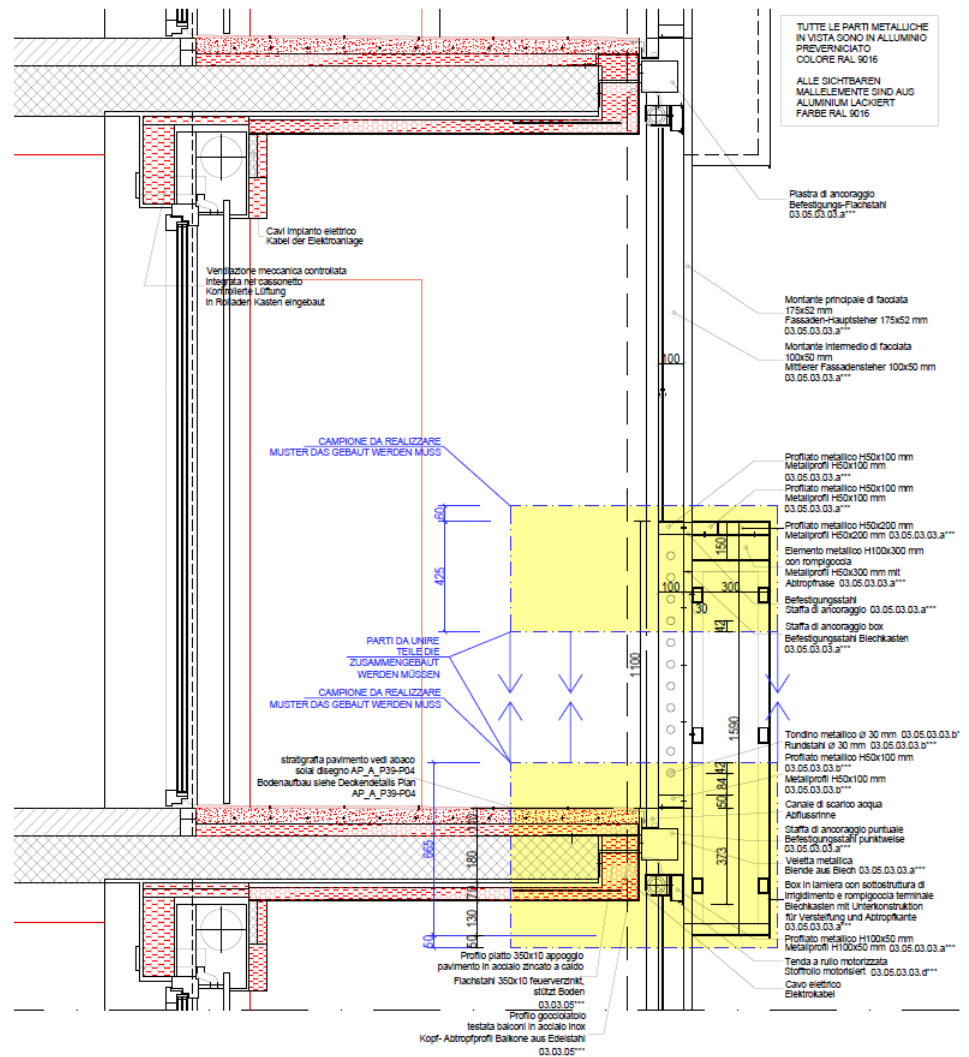 TUTTE LE PARTI METALLICHE
IN VISTA SONO IN ALLUMINIO
PREVERNICIATO
COLORE RAL 9016
ALLE SICHTBAREN
MALLELEMENTE SIND AUS
ALUMINIUM LACKIERT
FARBE RAL 9016
Piastra di ancoraggio
Befestigungs-Flachstahl
03.05.03.03.a***
Cavi impianto elettrico
Kabel der Elektroanlage
Ventilazione meccanica controllata
integrata nel cassonetto
Kontrollierte Lüftung
in Rolladen Kasten eingebaut
Montante principale di facciata
175x52 mm
Fassaden-Hauptsteher 175x52 mm
03.05.03.03.a***
Montante intermedio di facciata
100x50 mm
Mittlerer Fassadensteher 100x50 mm
03.05.03.03.a***
100
CAMPIONE DA REALIZZARE
MUSTER DAS GEBAUT WERDEN MUSS
Profilato metallico H50x100 mm
Metallprofil H50x100 mm
03.05.03.03.a***
Profilato metallico H50x100 mm
Metallprofil H50x100 mm
03.05.03.03.a***
Profilato metallico H50x200 mm
Metallprofil H50x200 mm 03.05.03.03.a***
Elemento metallico H100x300 mm
con rompigoccia
Metallprofil H50x300 mm mit
Abtropfnase 03.05.03.03.a***
Befestigungsstahl
Staffa di ancoraggio 03.05.03.03.a***
Staffa di ancoraggio box
Befestigungsstahl Blechkasten
03.05.03.03.a***
60
425
150
100
300
30
42
1100
1590
PARTI DA UNIRE
TEILE DIE
ZUSAMMENGEBAUT
WERDEN MÜSSEN
CAMPIONE DA REALIZZARE
MUSTER DAS GEBAUT WERDEN MUSS
stratigrafia pavimento vedi abaco
solai disegno AP_A_P39-P04
Bodenaufbau siehe Deckendetails Plan
AP_A_P39-P04
Tondino metallico Ø 30 mm 03.05.03.03.b***
Rundstahl Ø 30 mm 03.05.03.03.b***
Profilato metallico H50x100 mm
03.05.03.03.b***
Metallprofil H50x100 mm
03.05.03.03.b***
Canale di scarico acqua
Abflussrinne
Staffa di ancoraggio puntuale
Befestigungsstahl punktweise
03.05.03.03.a***
Veletta metallica
Blende aus Blech 03.05.03.03.a***
Box in lamiera con sottostruttura di
irrigidimento e rompigoccia terminale
Blechkasten mit Unterkonstruktion
für Versteifung und Abtropfkante
03.05.03.03.a***
Profilato metallico H100x50 mm
Metallprofil H100x50 mm 03.05.03.03.a***
Tenda a rullo motorizzata
Stoffrollo motorisiert 03.05.03.03.d***
Cavo elettrico
Elektrokabel
42
84
50
373
665
180
70
130
50
50
Profilo piatto 350x10 appoggio
pavimento in acciaio zincato a caldo
Flachstahl 350x10 feuerverzinkt,
stützt Boden
03.03.05***
Profilo gocciolatoio
testata balconi in acciaio inox
Kopf- Abtropfprofil Balkone aus Edelstahl
03.03.05***